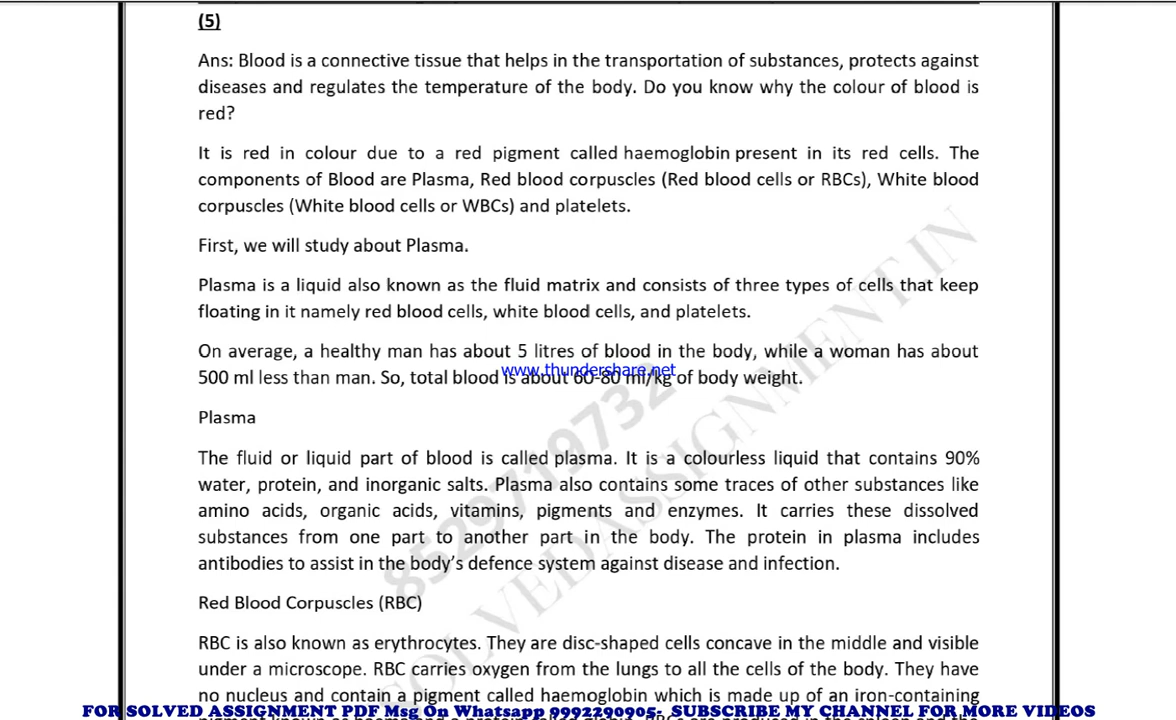 (5)
Ans: Blood is a connective tissue that helps in the transportation of substances, protects against
diseases and regulates the temperature of the body. Do you know why the colour of blood is
red?
It is red in colour due to a red pigment called haemoglobin present in its red cells. The
components of Blood are Plasma, Red blood corpuscles (Red blood cells or RBCs), White blood
corpuscles (White blood cells or WBCs) and platelets.
First, we will study about Plasma.
Plasma is a liquid also known as the fluid matrix and consists of three types of cells that keep
floating in it namely red blood cells, white blood cells, and platelets.
On average, a healthy man has about 5 litres of blood in the body, while a woman has about
www.thundershare.net
500 ml less than man. So, total blood is about 60-80 ml/kg of body weight.
Plasma
The fluid or liquid part of blood is called plasma. It is a colourless liquid that contains 90%
water, protein, and inorganic salts. Plasma also contains some traces of other substances like
amino acids, organic acids, vitamins, pigments and enzymes. It carries these dissolved
substances from one part to another part in the body. The protein in plasma includes
antibodies to assist in the body's defence system against disease and infection.
Red Blood Corpuscles (RBC)
RBC is also known as erythrocytes. They are disc-shaped cells concave in the middle and visible
under a microscope. RBC carries oxygen from the lungs to all the cells of the body. They have
no nucleus and contain a pigment called haemoglobin which is made up of an iron-containing
FOR SOLVED ASSIGNMENT PDF Msg On Whatsapp 9992290905- SUBSCRIBE MY CHANNEL FOR MORE VIDEOS
8529719732
SOLVEDASSIGNMENT.IN